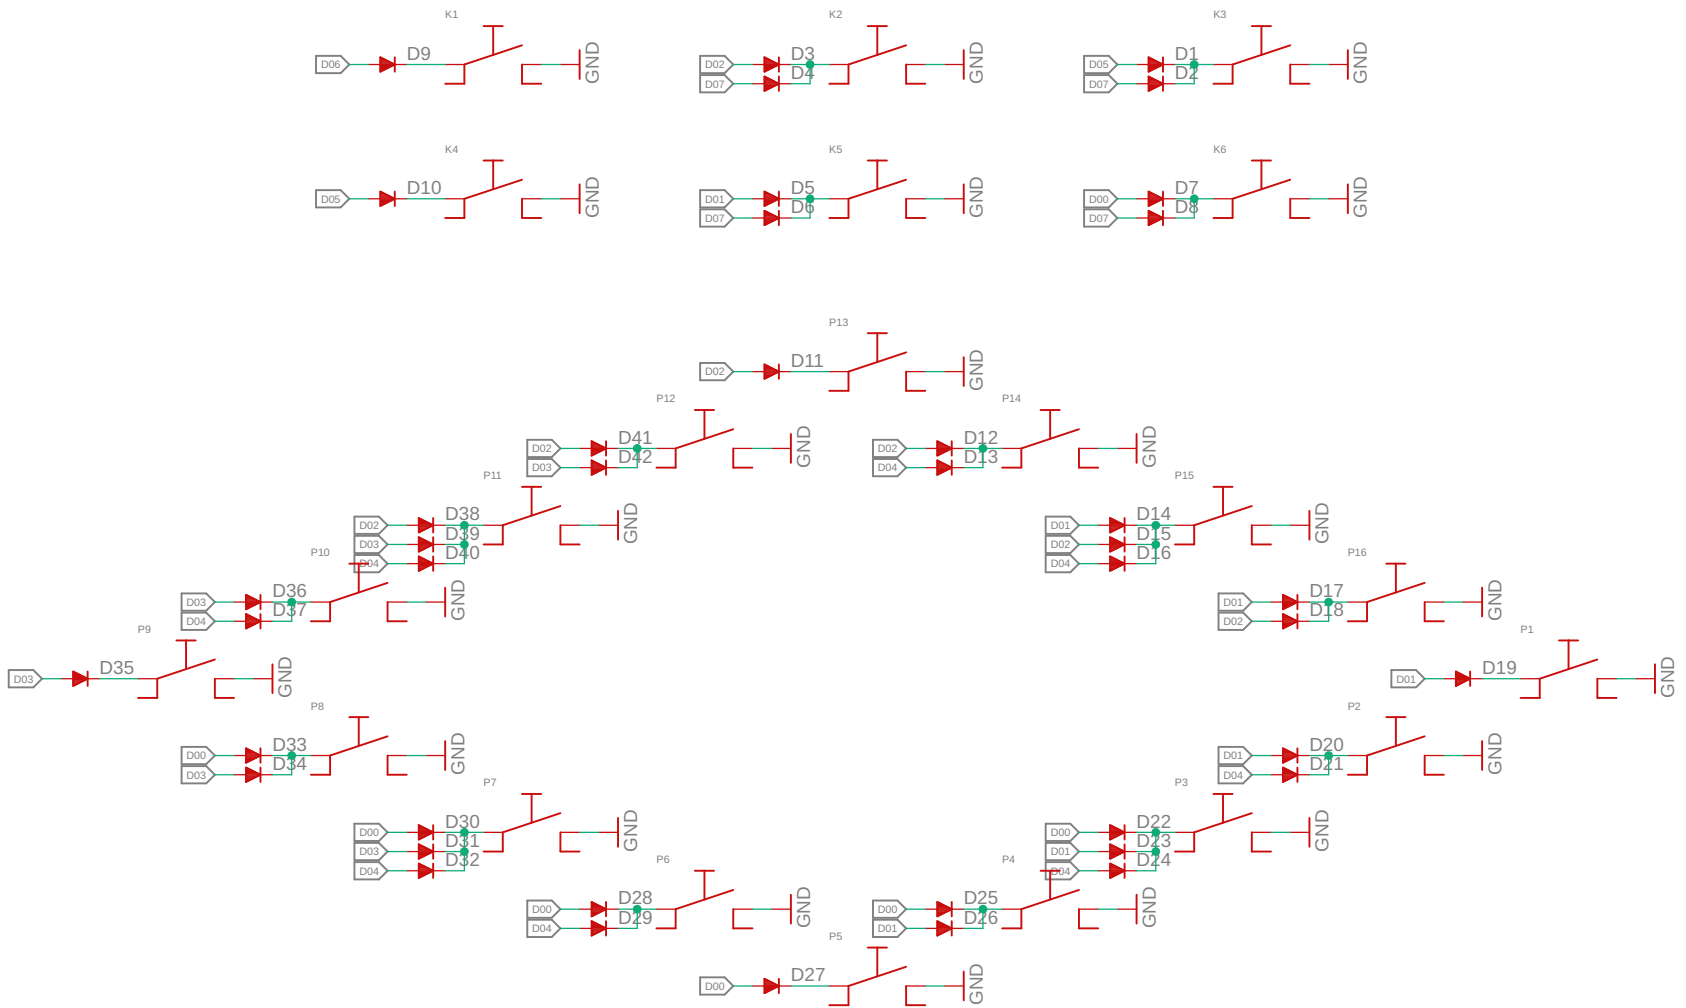 K1
D06 D9 GND
K2
D02 D3 GND
D07 D4
K3
D05 D1 GND
D07 D2
K4
D05 D10 GND
K5
D01 D5 GND
D07 D6
K6
D00 D7 GND
D07 D8
P13
D02 D11 GND
P12
D02 D41 GND
D03 D42
P14
D02 D12 GND
D04 D13
P11
D02 D38 GND
D03 D39
D04 D40
P15
D01 D14 GND
D02 D15
D04 D16
P10
D03 D36 GND
D04 D37
P16
D01 D17 GND
D02 D18
P9
D03 D35 GND
P1
D01 D19 GND
P8
D00 D33 GND
D03 D34
P2
D01 D20 GND
D04 D21
P7
D00 D30 GND
D03 D31
D04 D32
P3
D00 D22 GND
D01 D23
D04 D24
P6
D00 D28 GND
D04 D29
P4
D00 D25 GND
D01 D26
P5
D00 D27 GND